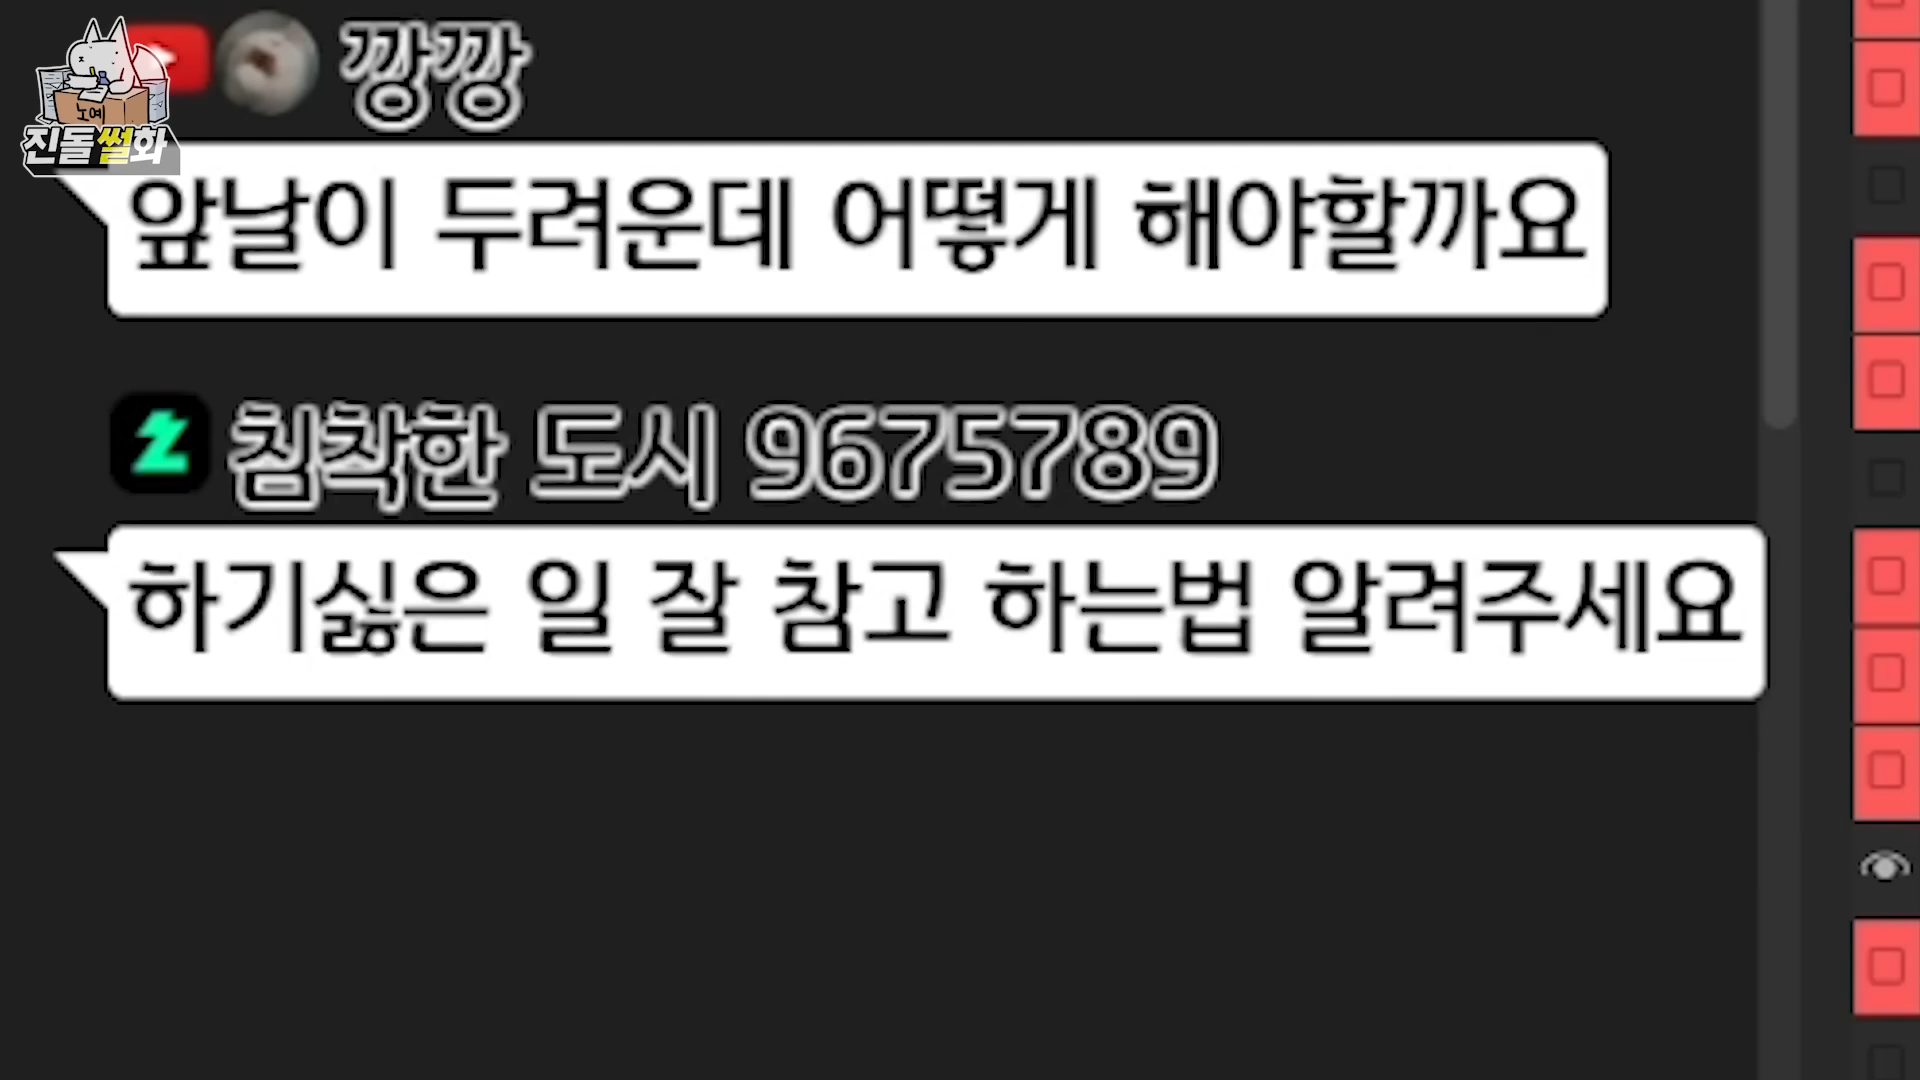 노예
진돌썰화
깡깡
앞날이 두려운데 어떻게 해야할까요
침착한 도시 9675789
하기싫은 일 잘 참고 하는법 알려주세요